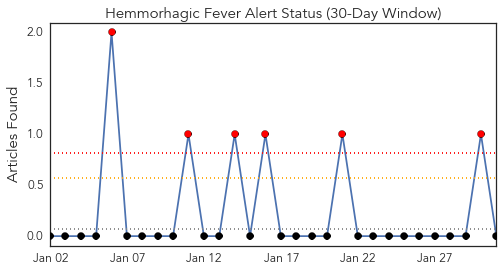 Hemmorhagic Fever Alert Status (30-Day Window)
Articles Found
2.0
1.5
1.0
0.5
0.0
Jan 02 Jan 07 Jan 12 Jan 17 Jan 22 Jan 27